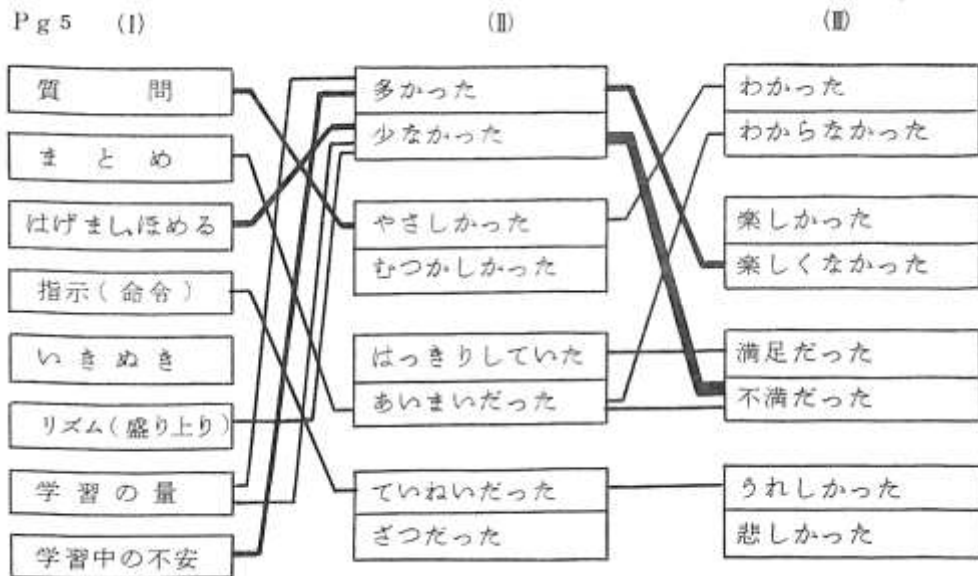 Pg5 (Ⅰ) (Ⅱ) (Ⅲ)
質問
まとめ
はげまし、ほめる
指示(命令)
いきぬき
リズム(盛り上り)
学習の量
学習中の不安
多かった
少なかった
やさしかった
むつかしかった
はっきりしていた
あいまいだった
ていねいだった
ざつだった
わかった
わからなかった
楽しかった
楽しくなかった
満足だった
不満だった
うれしかった
悲しかった